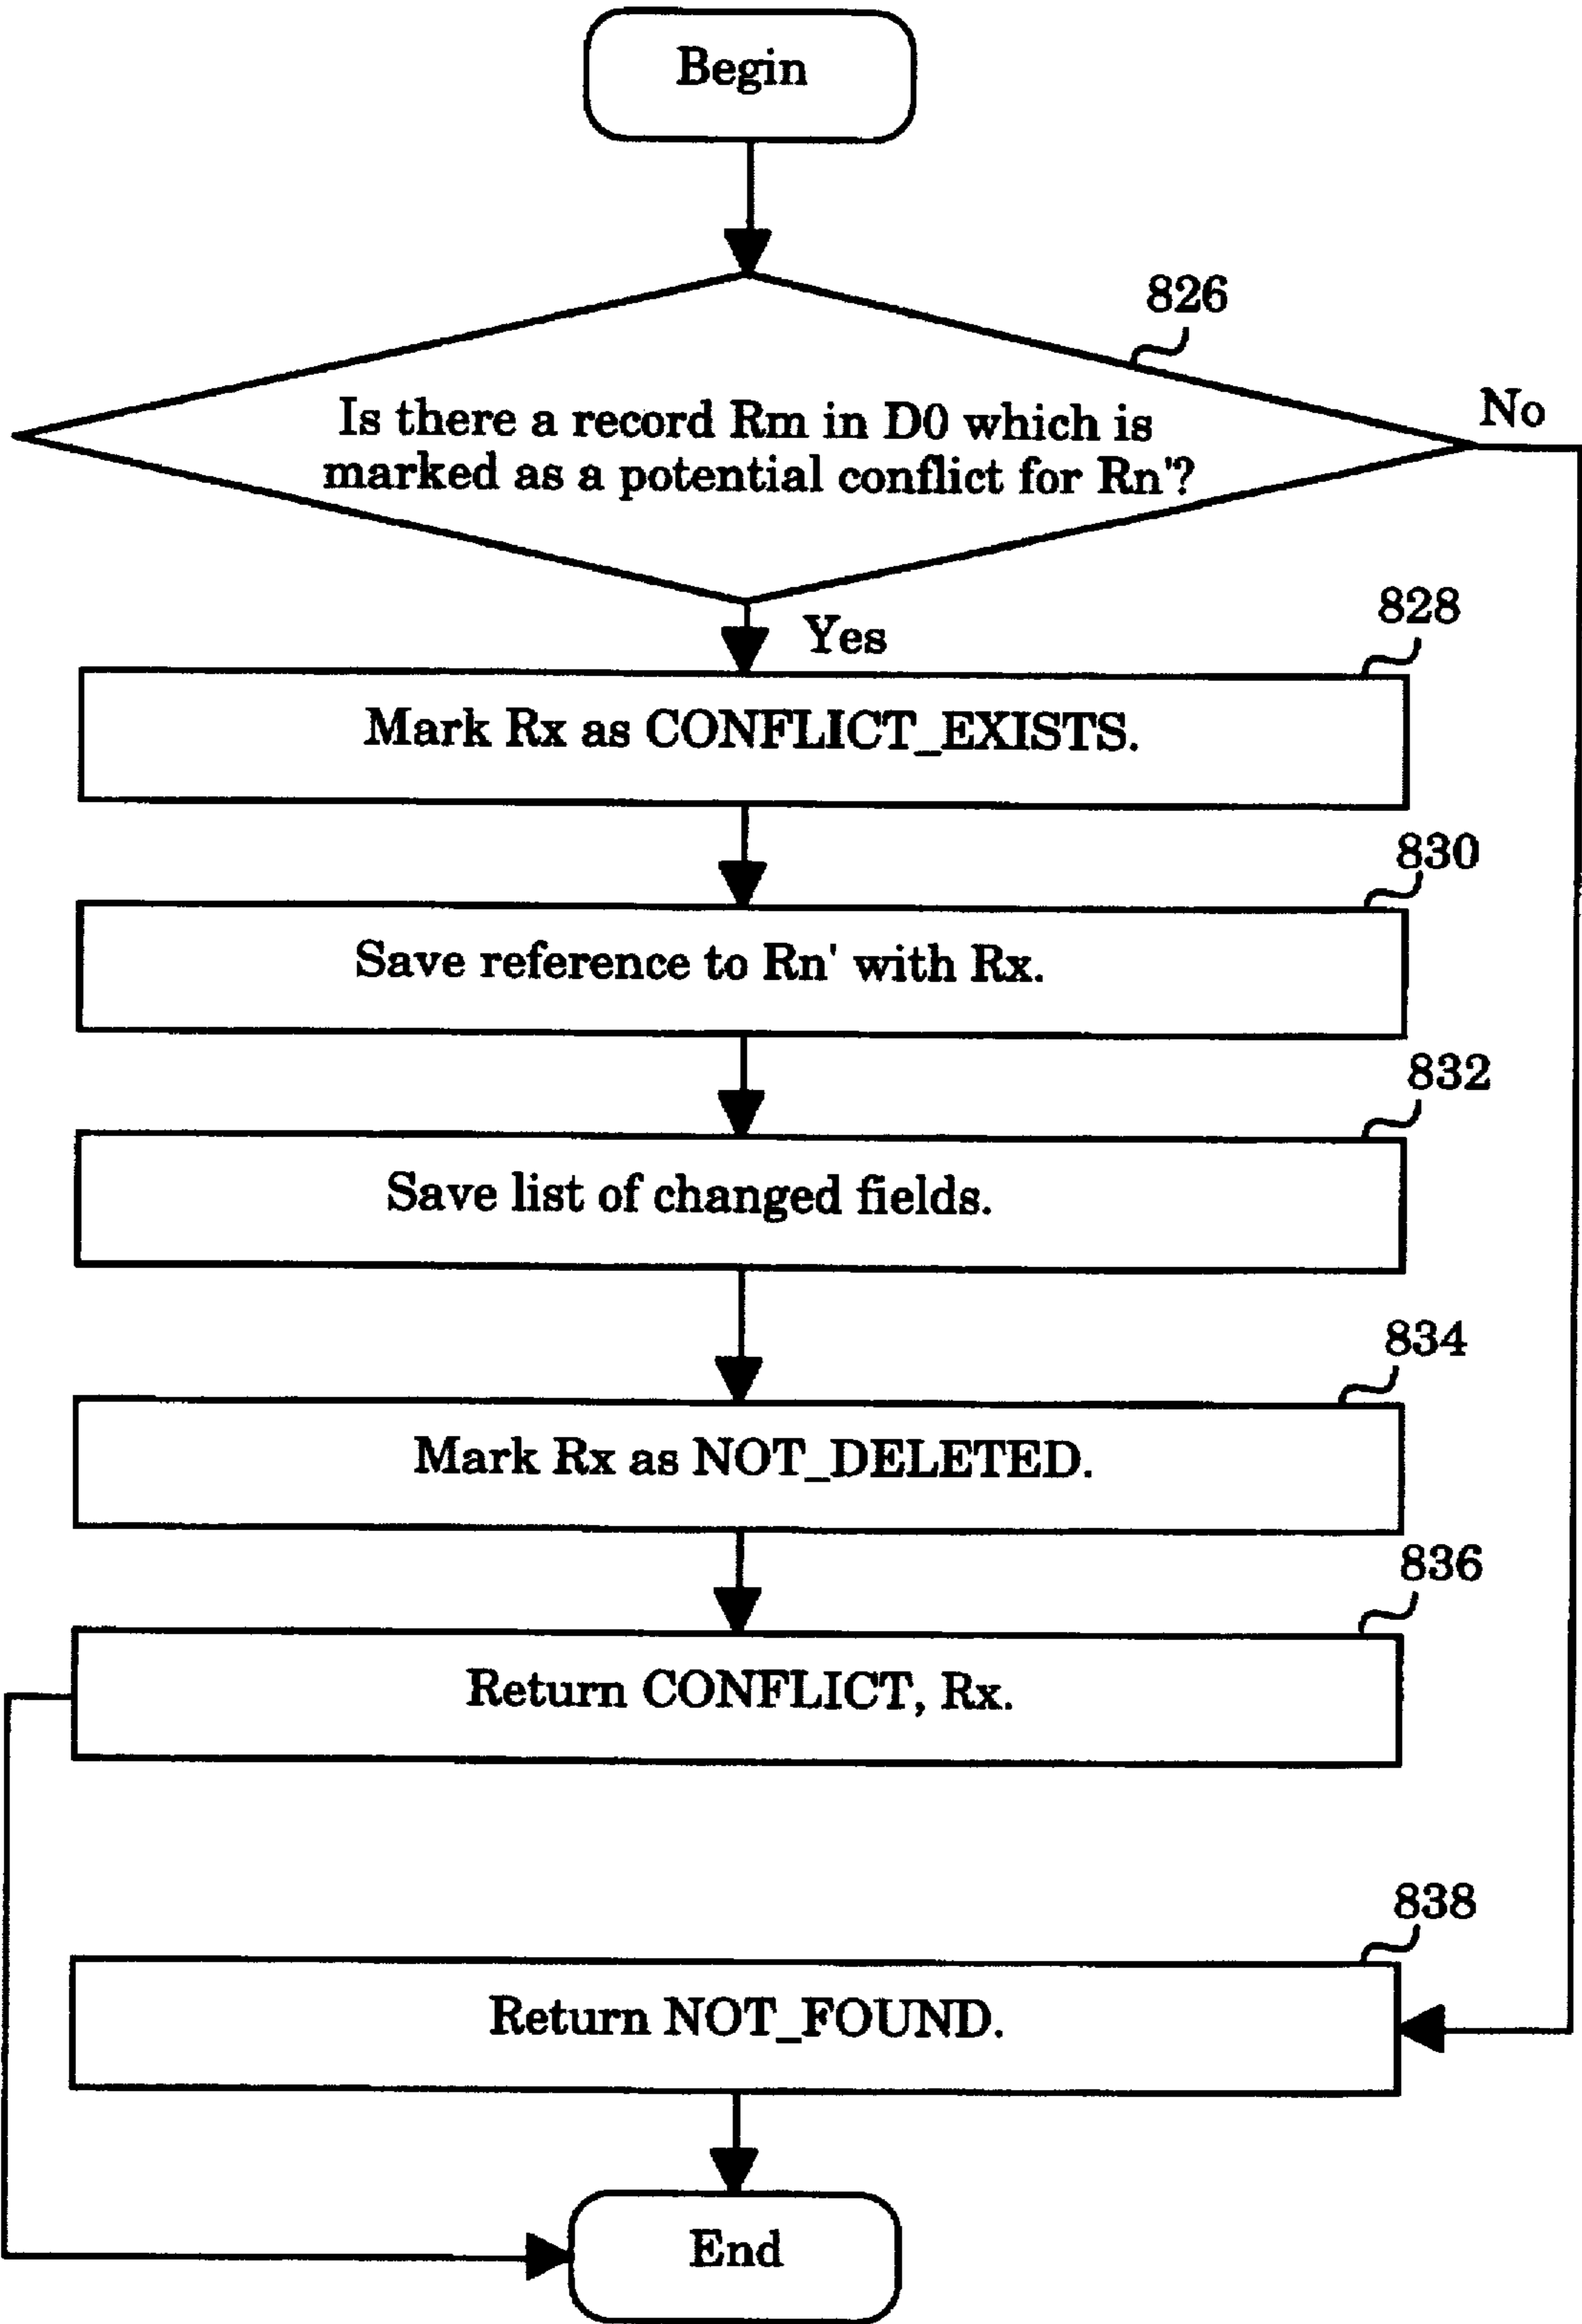 Begin
826
Is there a record Rm in D0 which is
marked as a potential conflict for Rn'?
No
Yes
828
Mark Rx as CONFLICT_EXISTS.
830
Save reference to Rn' with Rx.
832
Save list of changed fields.
834
Mark Rx as NOT_DELETED.
836
Return CONFLICT, Rx.
838
Return NOT_FOUND.
End